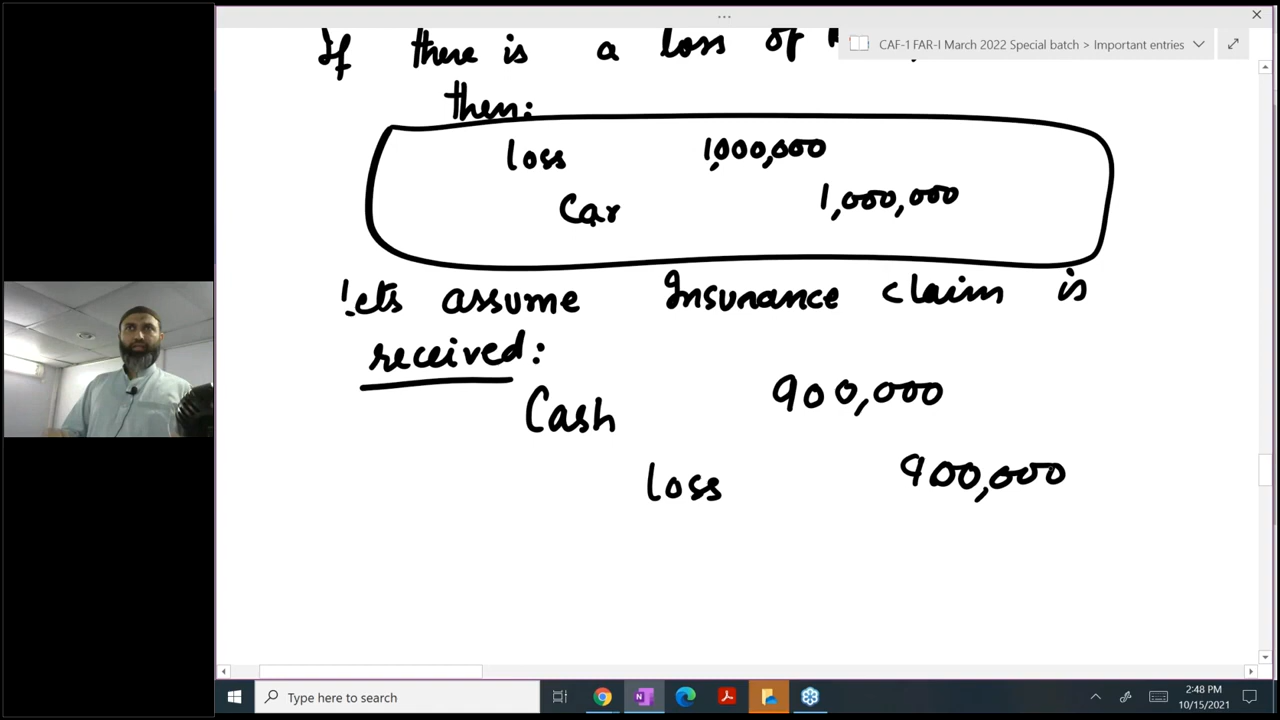 CAF-1 FAR-I March 2022 Special batch > Important entries
If there is a loss of
then:
loss 1,000,000
Car 1,000,000
lets assume Insurance claim is
received:
Cash 900,000
loss 900,000
Type here to search
2:48 PM
10/15/2021